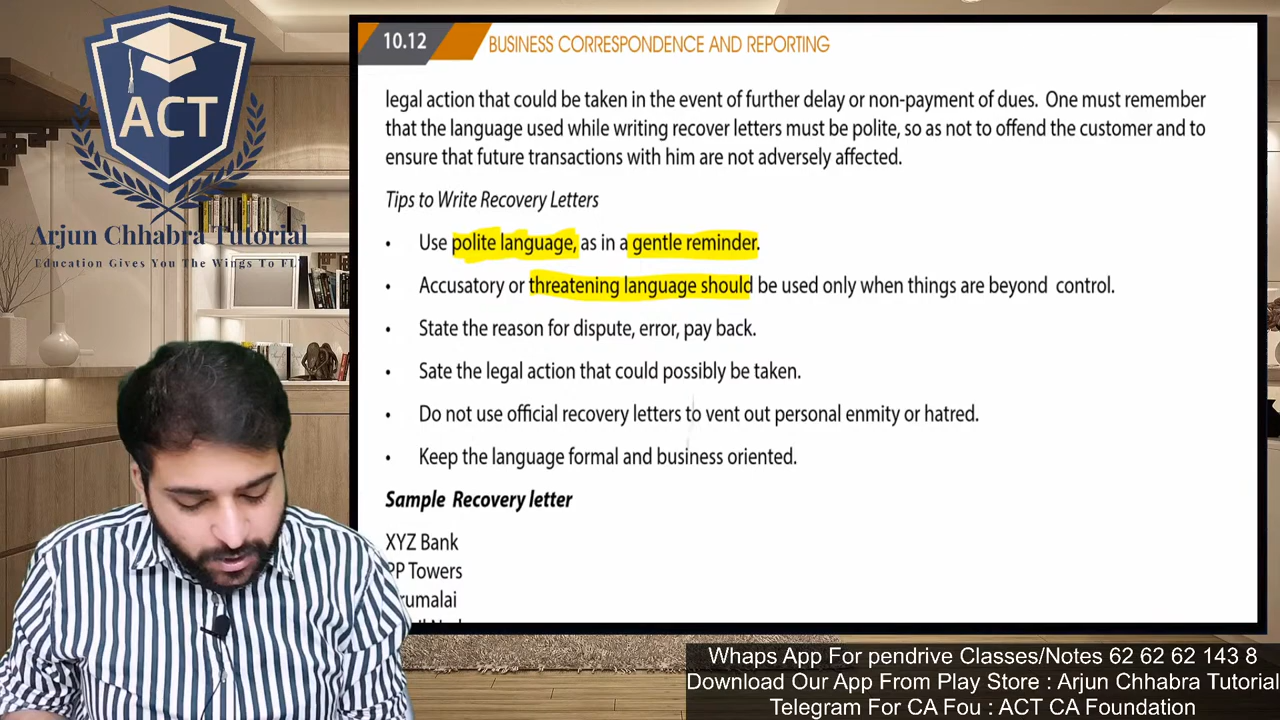 ACT
Arjun Chhabra Tutorial
Education Gives You The Wings To
10.12
BUSINESS CORRESPONDENCE AND REPORTING
legal action that could be taken in the event of further delay or non-payment of dues. One must remember
that the language used while writing recover letters must be polite, so as not to offend the customer and to
ensure that future transactions with him are not adversely affected.
Tips to Write Recovery Letters
• Use polite language, as in a gentle reminder.
• Accusatory or threatening language should be used only when things are beyond control.
• State the reason for dispute, error, pay back.
• Sate the legal action that could possibly be taken.
• Do not use official recovery letters to vent out personal enmity or hatred.
• Keep the language formal and business oriented.
Sample Recovery letter
XYZ Bank
PP Towers
Whaps App For pendrive Classes/Notes 62 62 62 143 8
Download Our App From Play Store : Arjun Chhabra Tutorial
Telegram For CA Fou : ACT CA Foundation